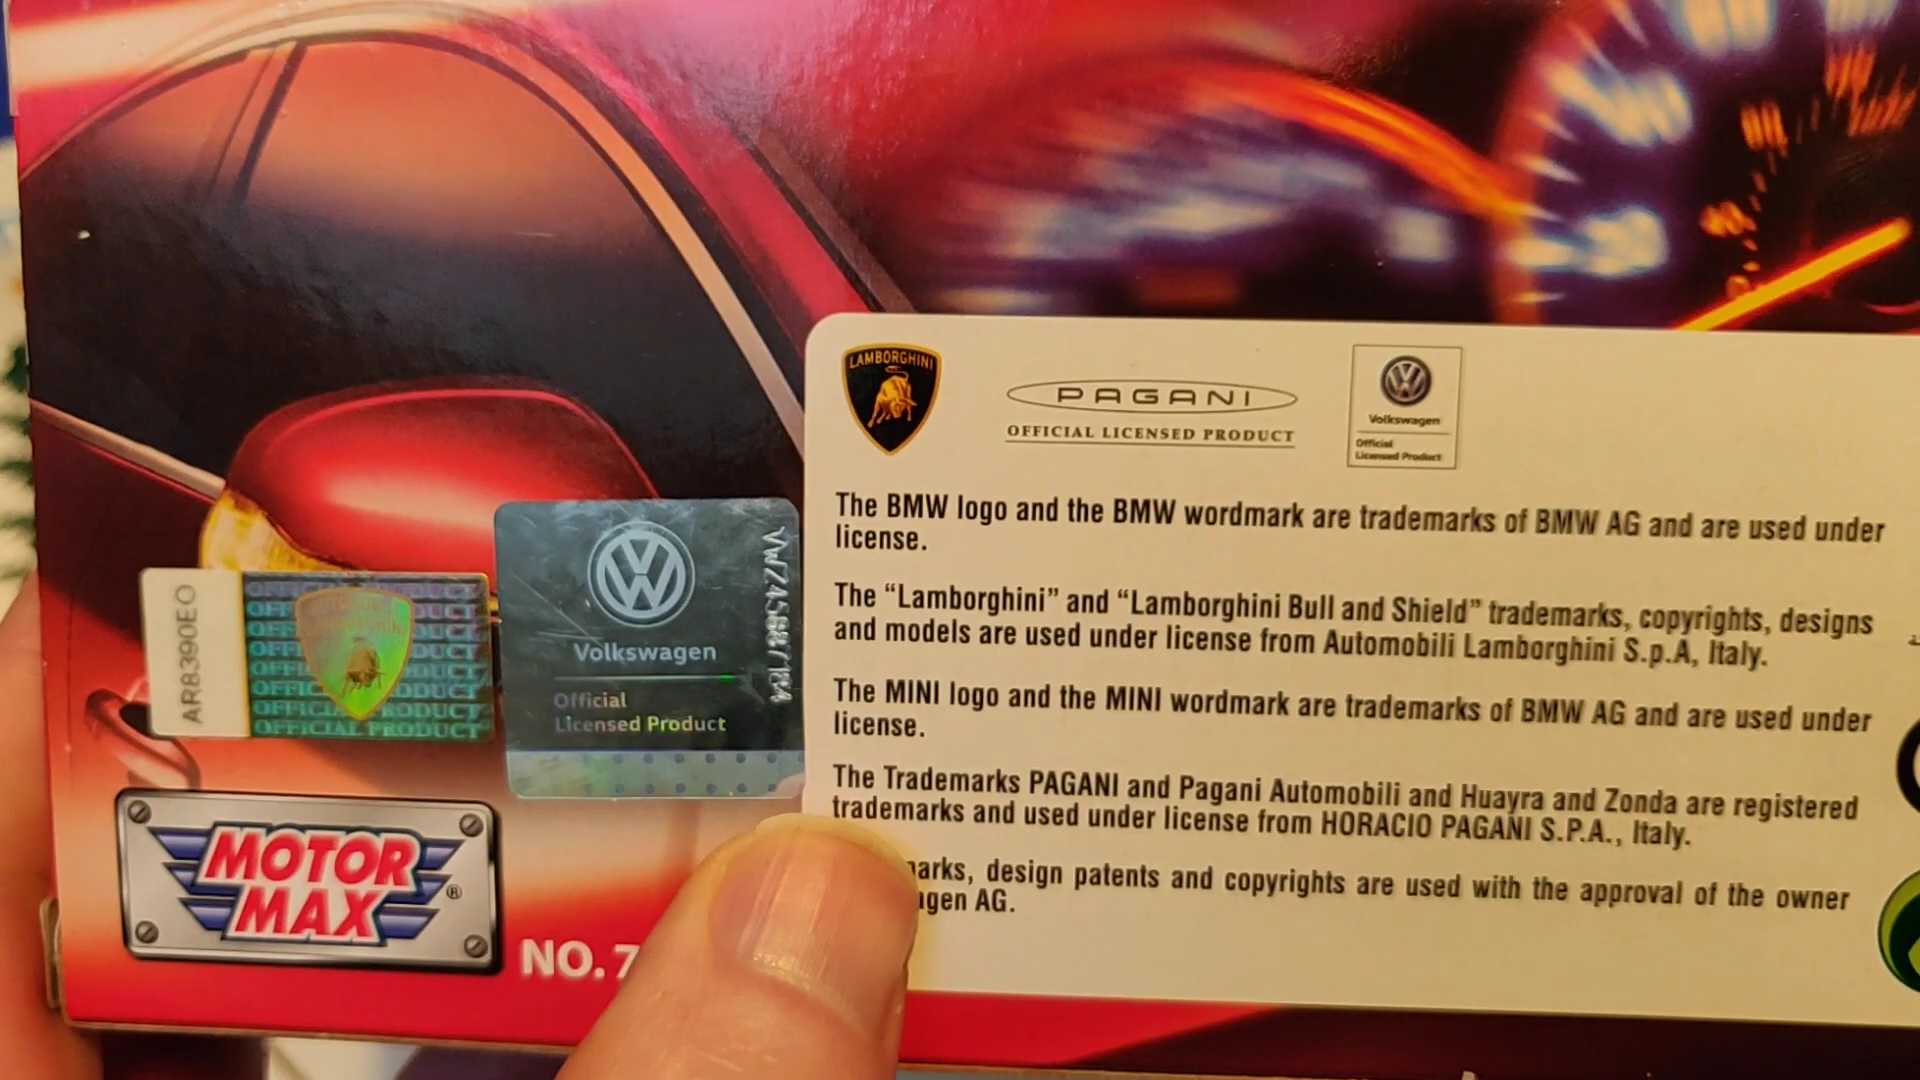 LAMBORGHINI
PAGANI
OFFICIAL LICENSED PRODUCT
Volkswagen
Official
Licensed Product
The BMW logo and the BMW wordmark are trademarks of BMW AG and are used under
license.
The “Lamborghini” and “Lamborghini Bull and Shield” trademarks, copyrights, designs
and models are used under license from Automobili Lamborghini S.p.A, Italy.
The MINI logo and the MINI wordmark are trademarks of BMW AG and are used under
license.
The Trademarks PAGANI and Pagani Automobili and Huayra and Zonda are registered
trademarks and used under license from HORACIO PAGANI S.P.A., Italy.
arks, design patents and copyrights are used with the approval of the owner
agen AG.
AR8390EO
OFFICIAL PRODUCT
Volkswagen
Official
Licensed Product
MOTOR
MAX
®
NO. 7